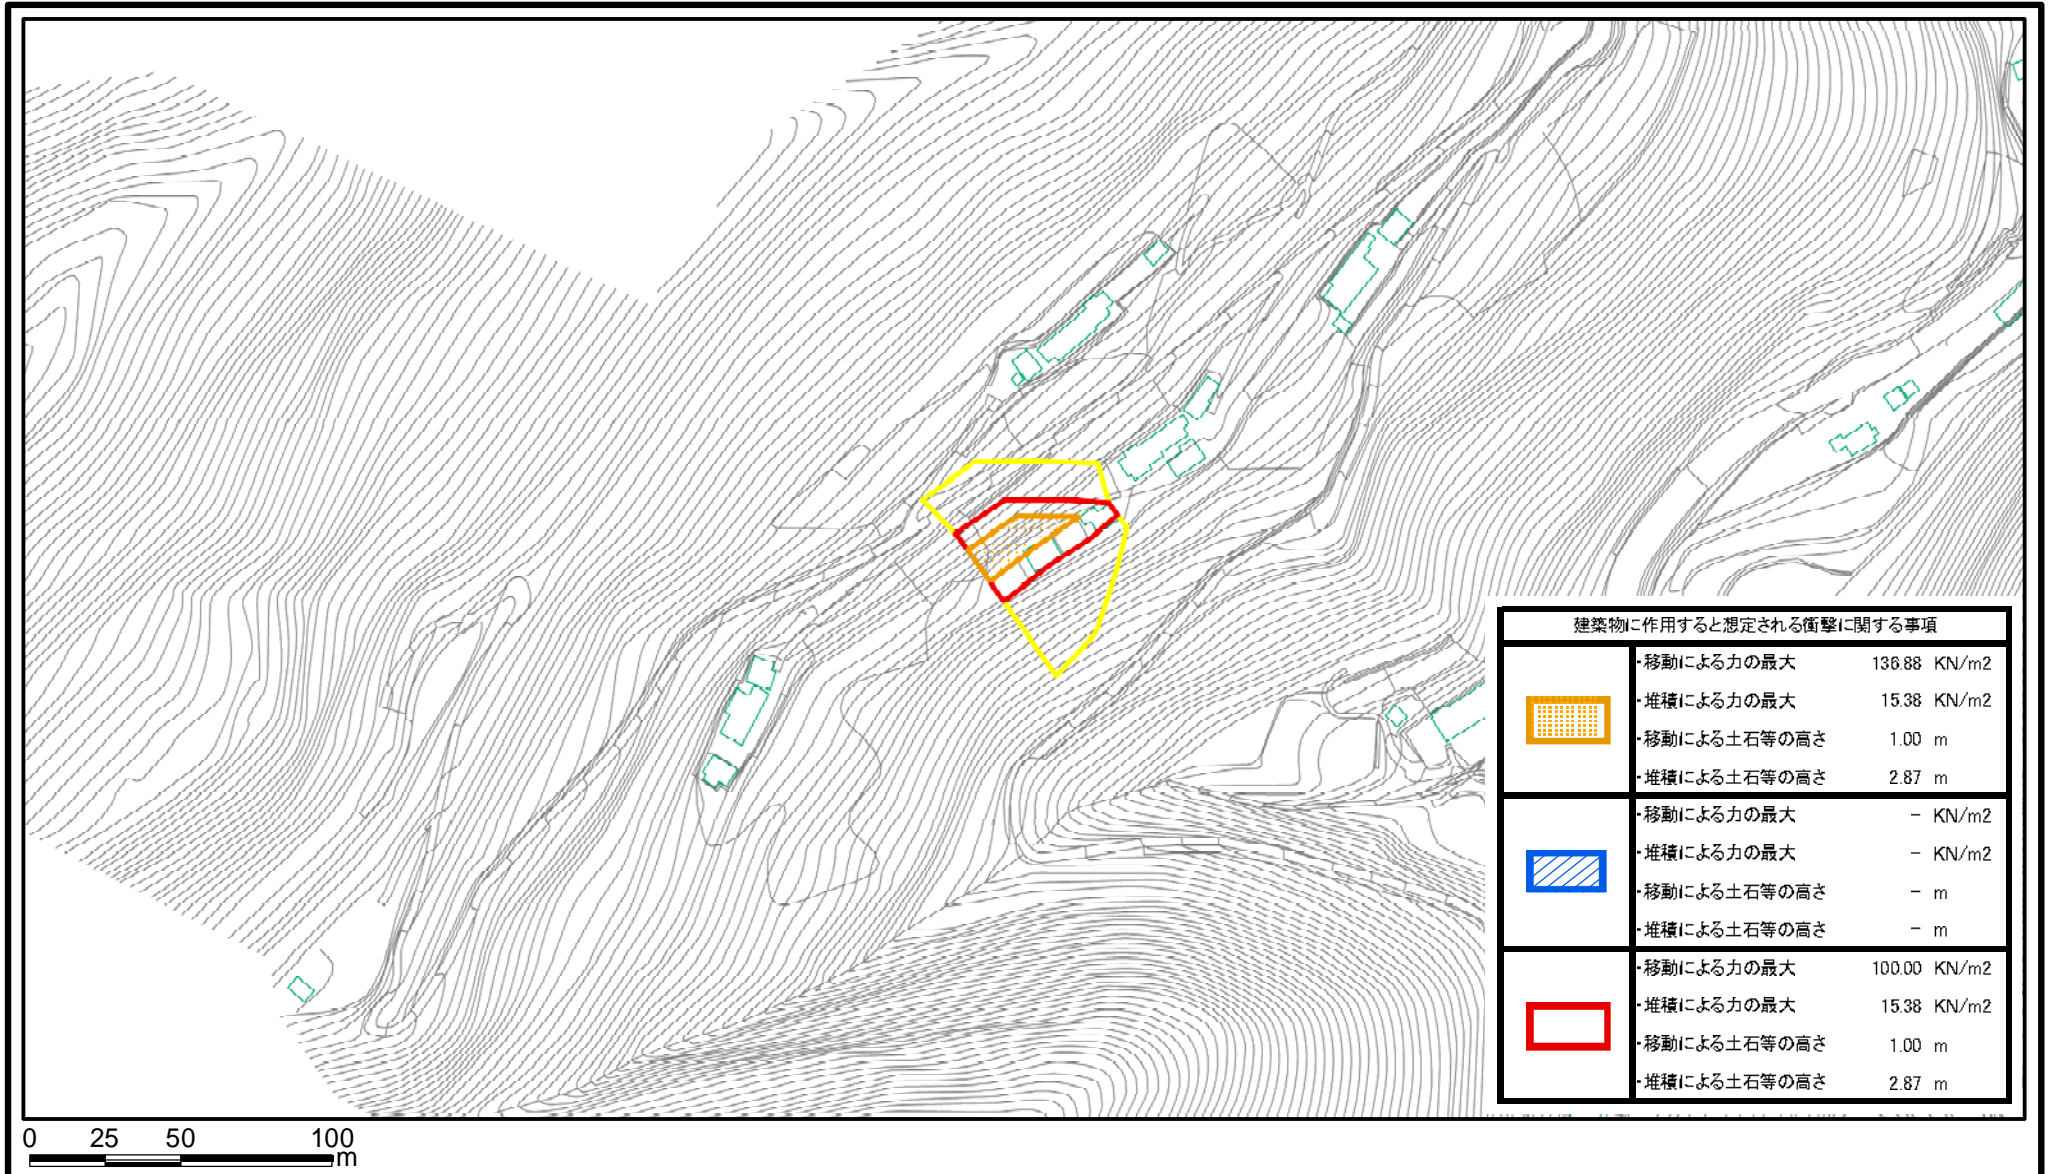 建築物に作用すると想定される衝撃に関する事項
・移動による力の最大 136.88 KN/m2
・堆積による力の最大 15.38 KN/m2
・移動による土石等の高さ 1.00 m
・堆積による土石等の高さ 2.87 m
・移動による力の最大 - KN/m2
・堆積による力の最大 - KN/m2
・移動による土石等の高さ - m
・堆積による土石等の高さ - m
・移動による力の最大 100.00 KN/m2
・堆積による力の最大 15.38 KN/m2
・移動による土石等の高さ 1.00 m
・堆積による土石等の高さ 2.87 m
0 25 50 100
m